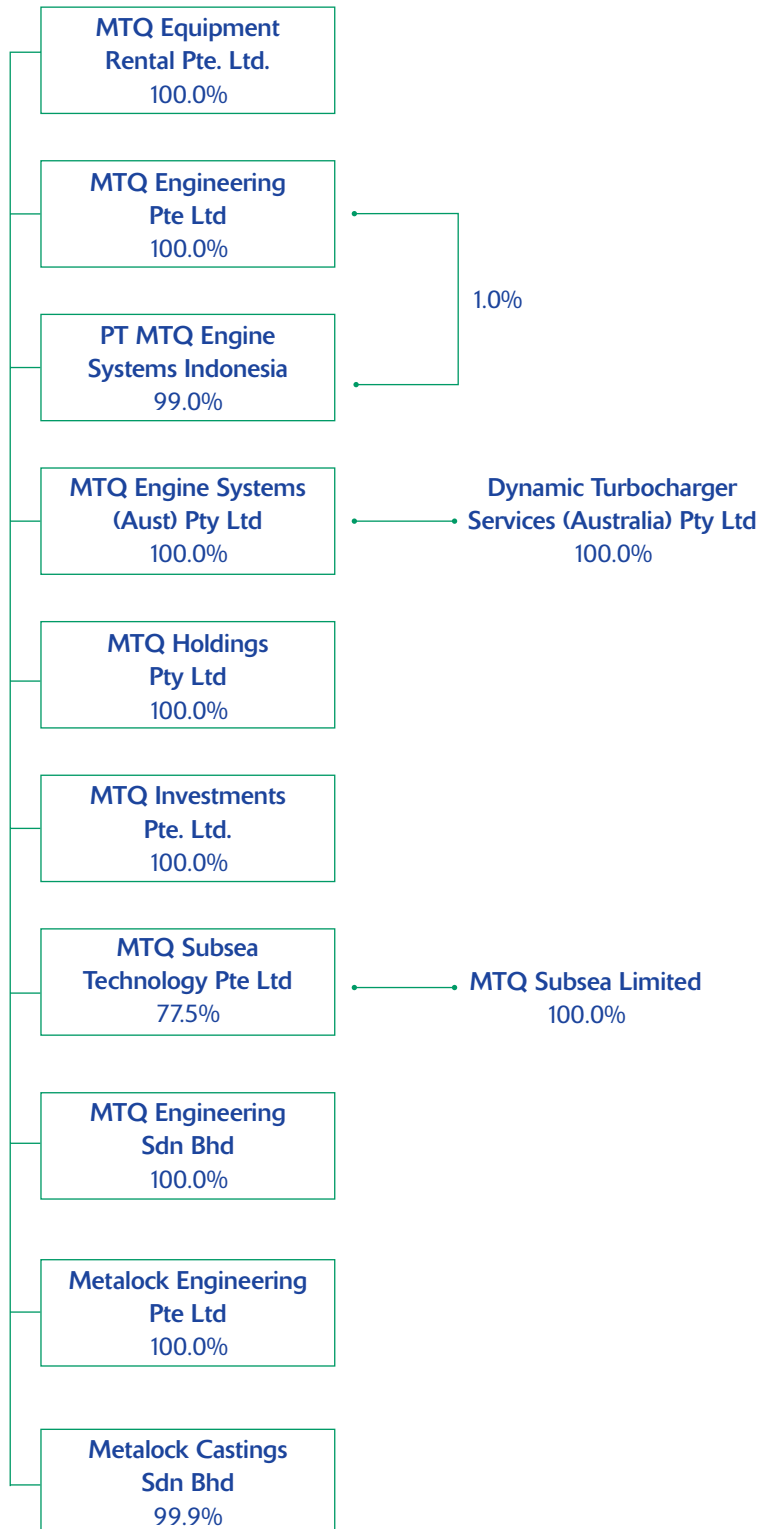 MTQ Equipment
Rental Pte. Ltd.
100.0%
MTQ Engineering
Pte Ltd
100.0%
1.0%
PT MTQ Engine
Systems Indonesia
99.0%
MTQ Engine Systems
(Aust) Pty Ltd
100.0%
Dynamic Turbocharger
Services (Australia) Pty Ltd
100.0%
MTQ Holdings
Pty Ltd
100.0%
MTQ Investments
Pte. Ltd.
100.0%
MTQ Subsea
Technology Pte Ltd
77.5%
MTQ Subsea Limited
100.0%
MTQ Engineering
Sdn Bhd
100.0%
Metalock Engineering
Pte Ltd
100.0%
Metalock Castings
Sdn Bhd
99.9%